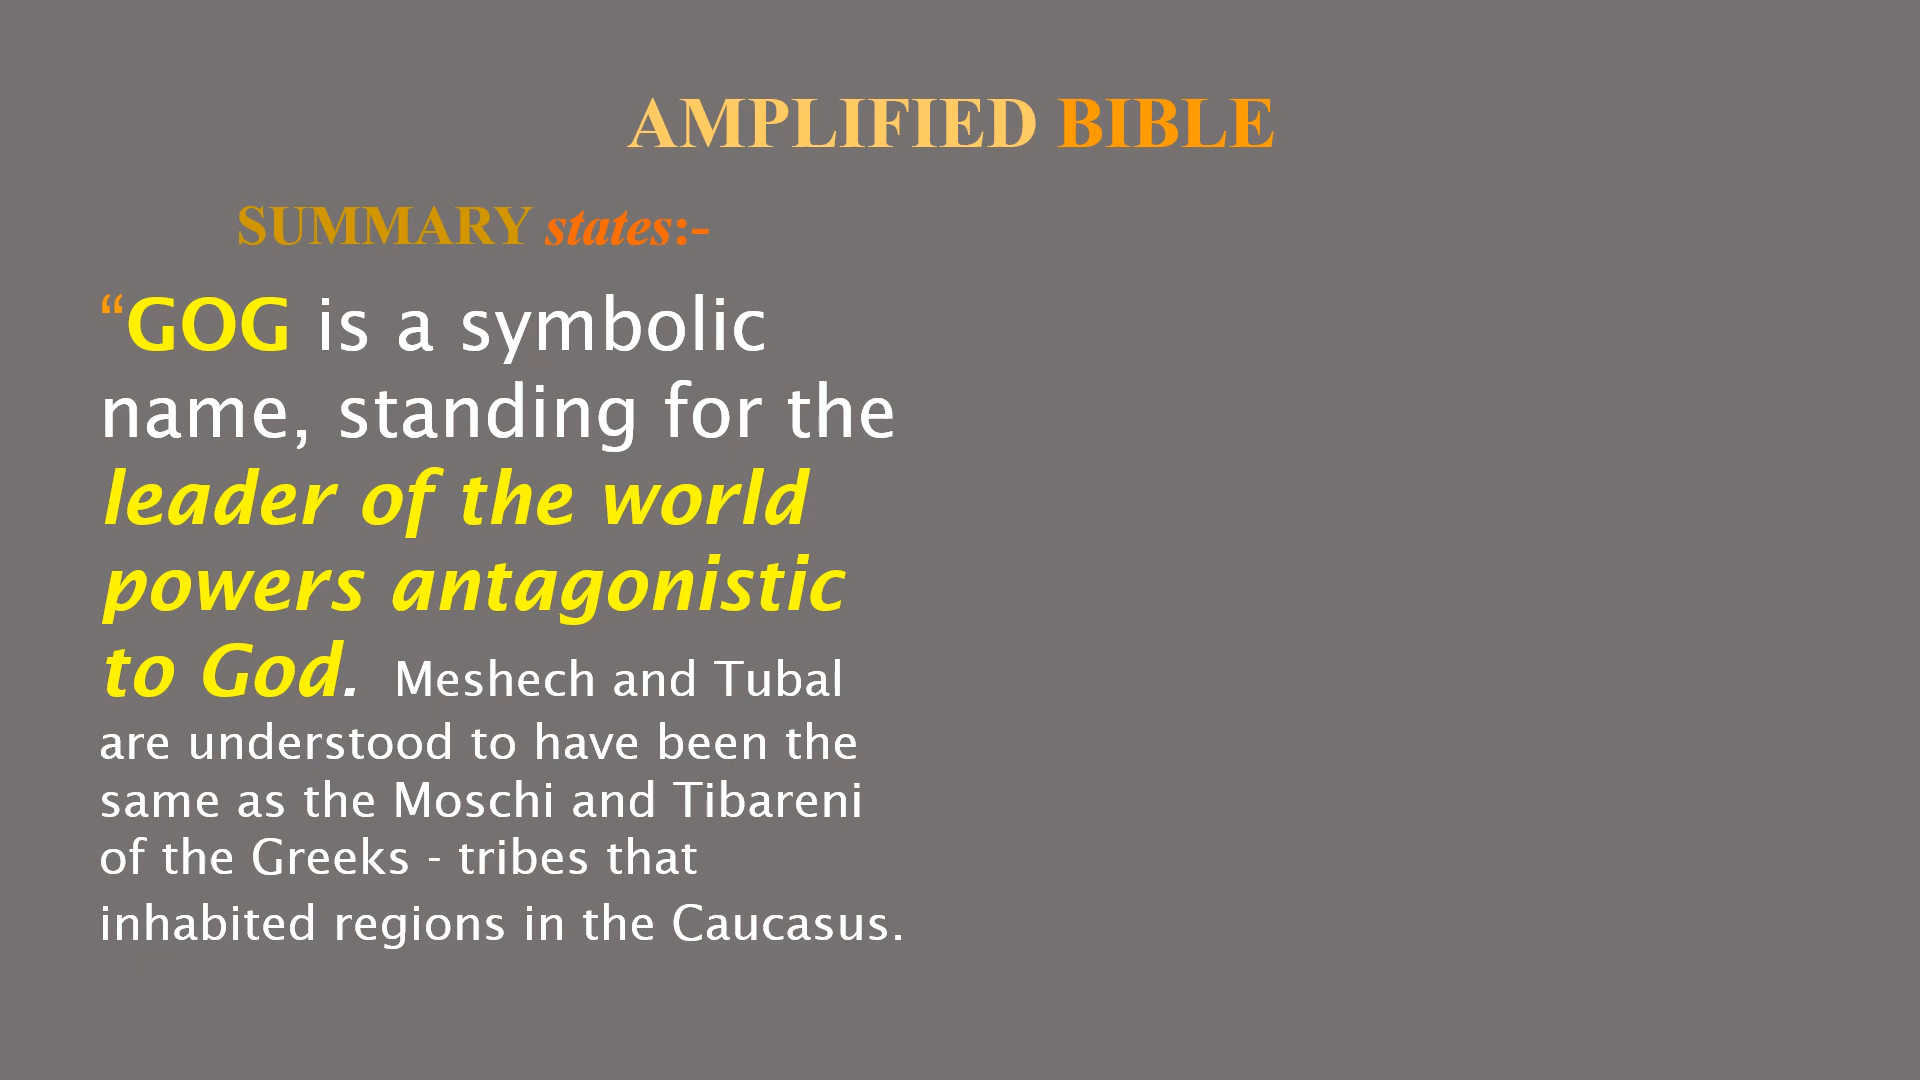 AMPLIFIED BIBLE
SUMMARY states:-
“GOG is a symbolic
name, standing for the
leader of the world
powers antagonistic
to God. Meshech and Tubal
are understood to have been the
same as the Moschi and Tibareni
of the Greeks - tribes that
inhabited regions in the Caucasus.